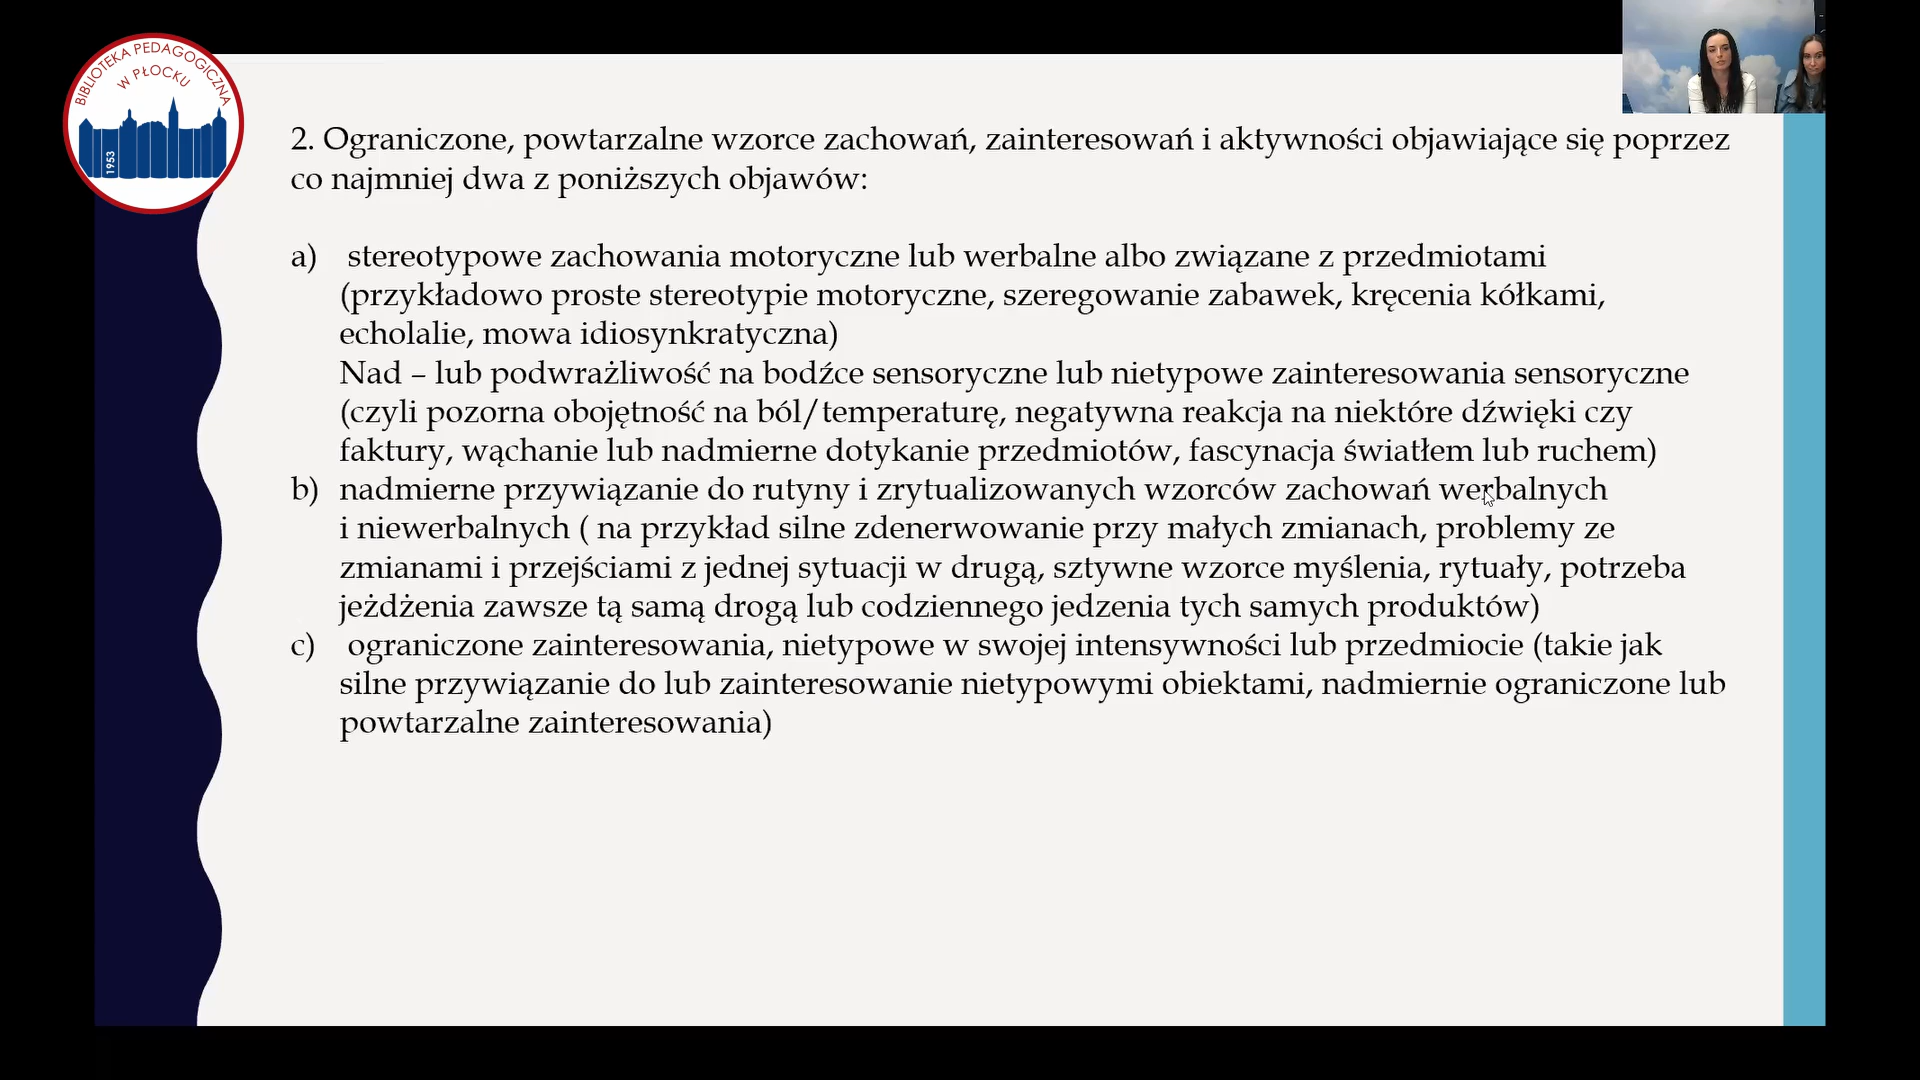 BIBLIOTEKA PEDAGOGICZNA
W PŁOCKU
1953
2. Ograniczone, powtarzalne wzorce zachowań, zainteresowań i aktywności objawiające się poprzez
co najmniej dwa z poniższych objawów:
a) stereotypowe zachowania motoryczne lub werbalne albo związane z przedmiotami
(przykładowo proste stereotypie motoryczne, szeregowanie zabawek, kręcenia kółkami,
echolalie, mowa idiosynkratyczna)
Nad – lub podwrażliwość na bodźce sensoryczne lub nietypowe zainteresowania sensoryczne
(czyli pozorna obojętność na ból/temperaturę, negatywna reakcja na niektóre dźwięki czy
faktury, wąchanie lub nadmierne dotykanie przedmiotów, fascynacja światłem lub ruchem)
b) nadmierne przywiązanie do rutyny i zrytualizowanych wzorców zachowań werbalnych
i niewerbalnych ( na przykład silne zdenerwowanie przy małych zmianach, problemy ze
zmianami i przejściami z jednej sytuacji w drugą, sztywne wzorce myślenia, rytuały, potrzeba
jeżdżenia zawsze tą samą drogą lub codziennego jedzenia tych samych produktów)
c) ograniczone zainteresowania, nietypowe w swojej intensywności lub przedmiocie (takie jak
silne przywiązanie do lub zainteresowanie nietypowymi obiektami, nadmiernie ograniczone lub
powtarzalne zainteresowania)